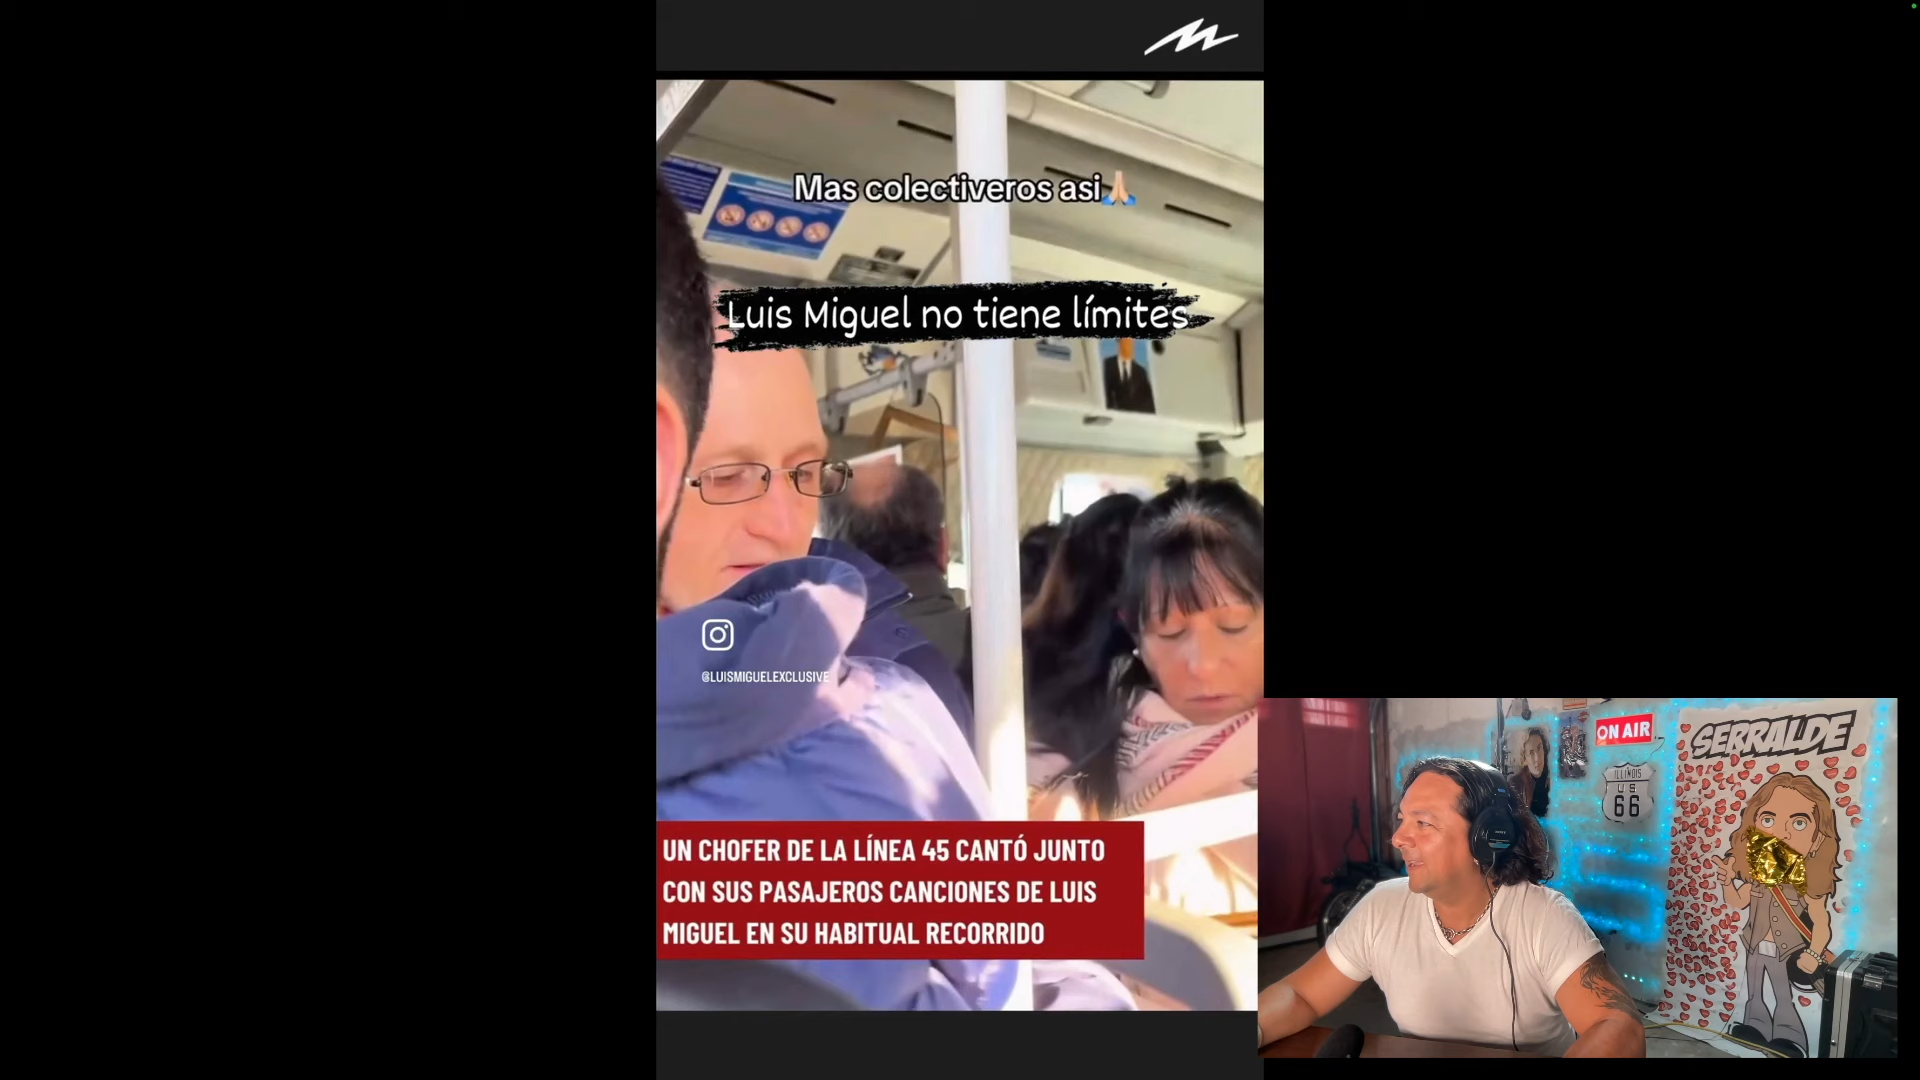 Mas colectiveros asi🙏🏼
Luis Miguel no tiene límites
@LUISMIGUELEXCLUSIVE
UN CHOFER DE LA LÍNEA 45 CANTÓ JUNTO
CON SUS PASAJEROS CANCIONES DE LUIS
MIGUEL EN SU HABITUAL RECORRIDO
ON AIR
SERRALDE
ILLINOIS
US
66